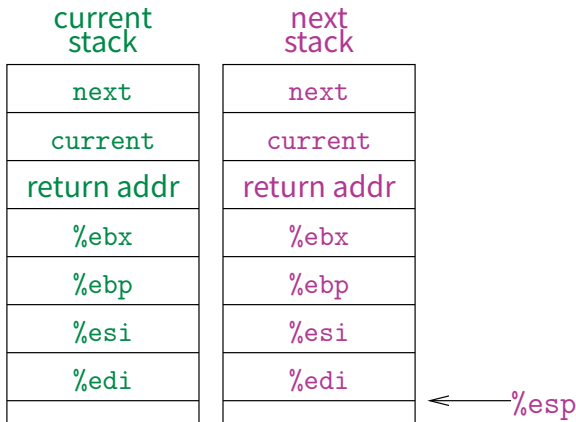 current
stack
next
stack
next
next
current
current
return addr
return addr
%ebx
%ebx
%ebp
%ebp
%esi
%esi
%edi
%edi
%esp